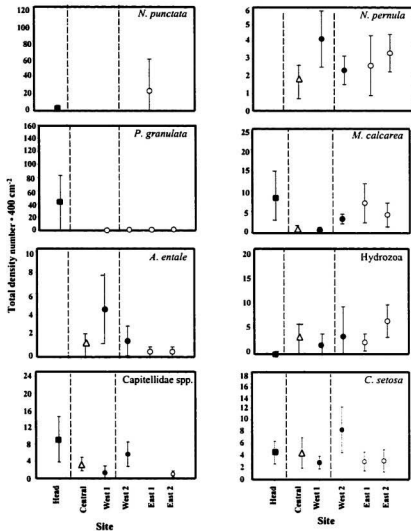 N. punctata
120
100
80
60
40
20
0
N. pernula
6
5
4
3
2
1
0
P. granulata
160
140
120
100
80
60
40
20
0
M. calcarea
25
20
15
10
5
0
A. entale
10
8
6
4
2
0
Hydrozoa
20
15
10
5
0
Capitellidae spp.
24
20
16
12
8
4
0
C. setosa
18
16
14
12
10
8
6
4
2
0
Total density number • 400 cm-2
Head
Central
West 1
West 2
East 1
East 2
Site
Head
Central
West 1
West 2
East 1
East 2
Site